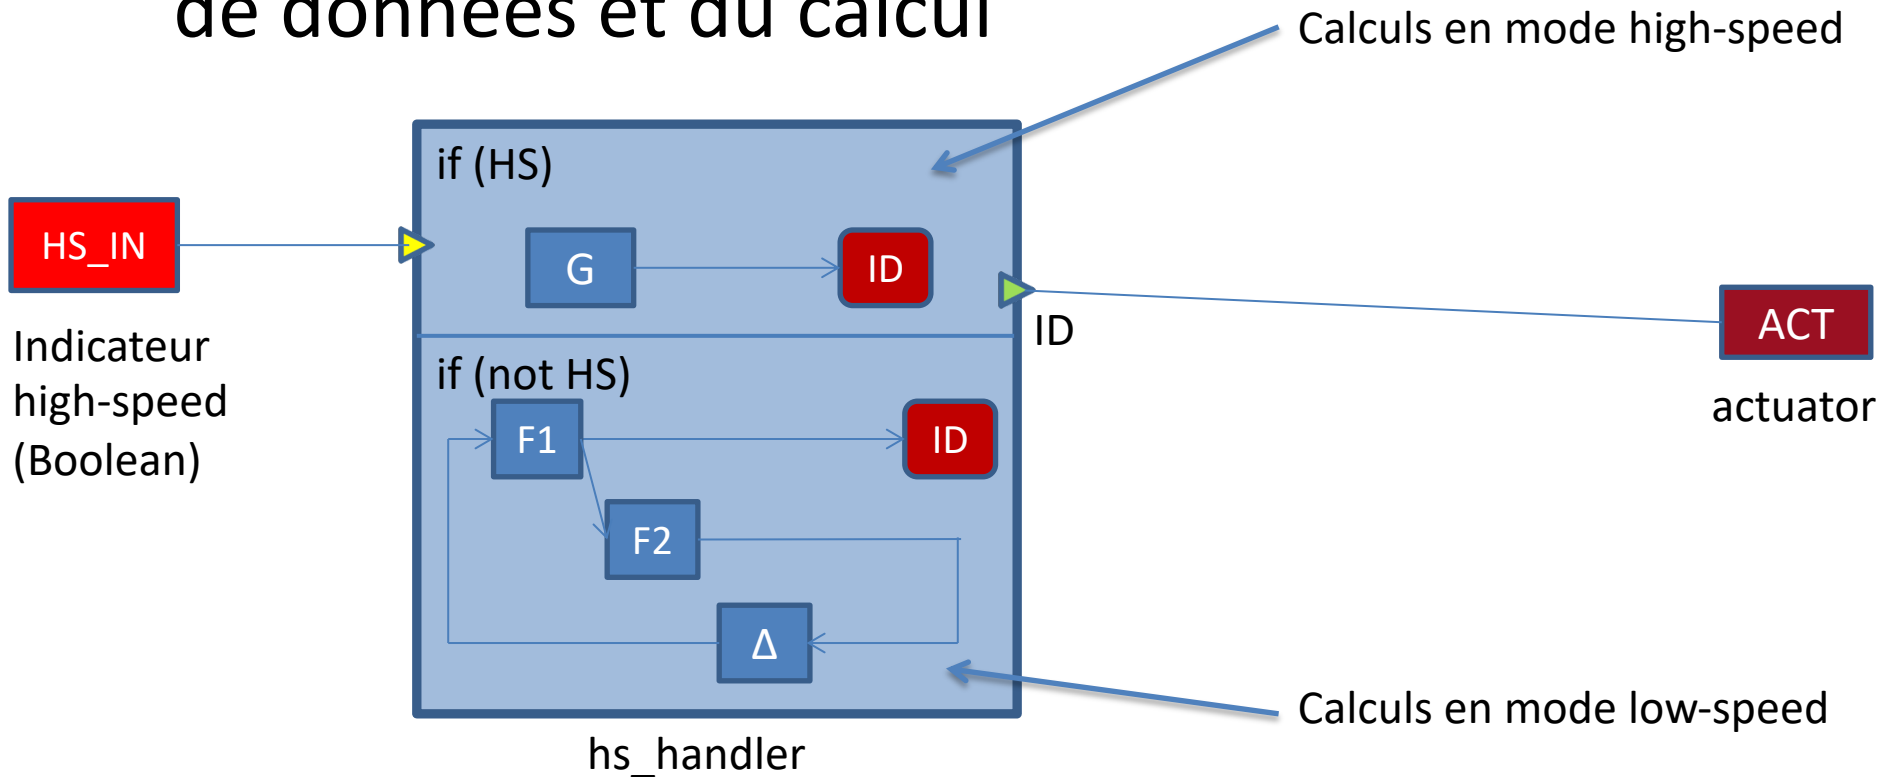 de données et du calcul
Calculs en mode high-speed
if (HS)
HS_IN
G
ID
ID
Indicateur
high-speed
(Boolean)
ACT
actuator
if (not HS)
F1
ID
F2
Δ
Calculs en mode low-speed
hs_handler